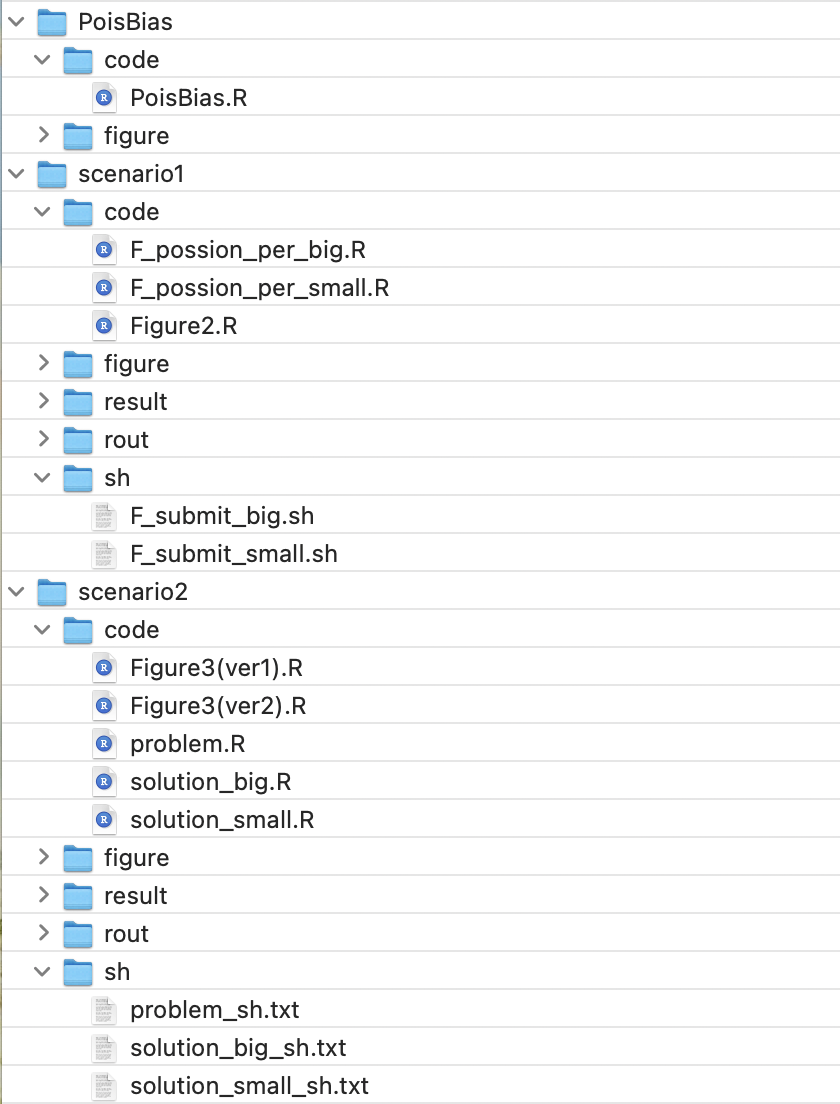 PoisBias
code
PoisBias.R
figure
scenario1
code
F_possion_per_big.R
F_possion_per_small.R
Figure2.R
figure
result
rout
sh
F_submit_big.sh
F_submit_small.sh
scenario2
code
Figure3(ver1).R
Figure3(ver2).R
problem.R
solution_big.R
solution_small.R
figure
result
rout
sh
problem_sh.txt
solution_big_sh.txt
solution_small_sh.txt